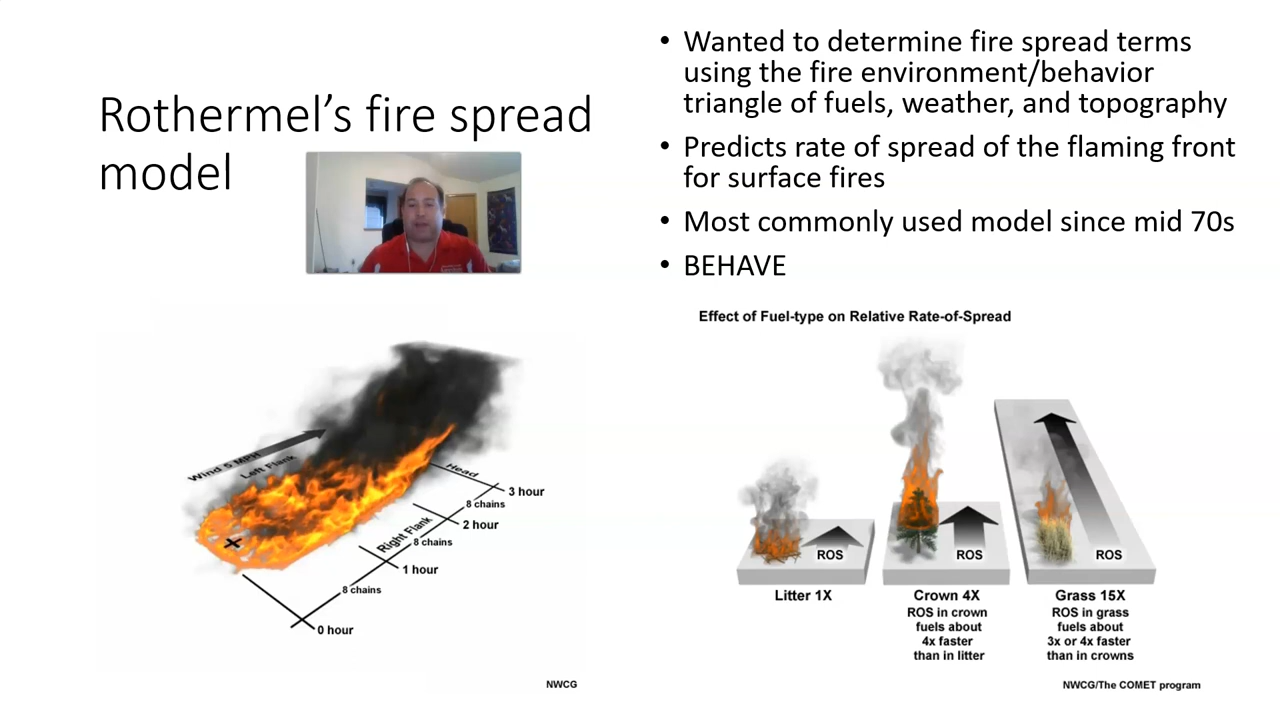 Rothermel’s fire spread
model
• Wanted to determine fire spread terms
using the fire environment/behavior
triangle of fuels, weather, and topography
• Predicts rate of spread of the flaming front
for surface fires
• Most commonly used model since mid 70s
• BEHAVE
Wind 5 MPH
Left Flank
Head
3 hour
8 chains
2 hour
Right Flank
8 chains
1 hour
8 chains
0 hour
NWCG
Effect of Fuel-type on Relative Rate-of-Spread
ROS
ROS
ROS
Litter 1X
Crown 4X
ROS in crown
fuels about
4x faster
than in litter
Grass 15X
ROS in grass
fuels about
3x or 4x faster
than in crowns
NWCG/The COMET program